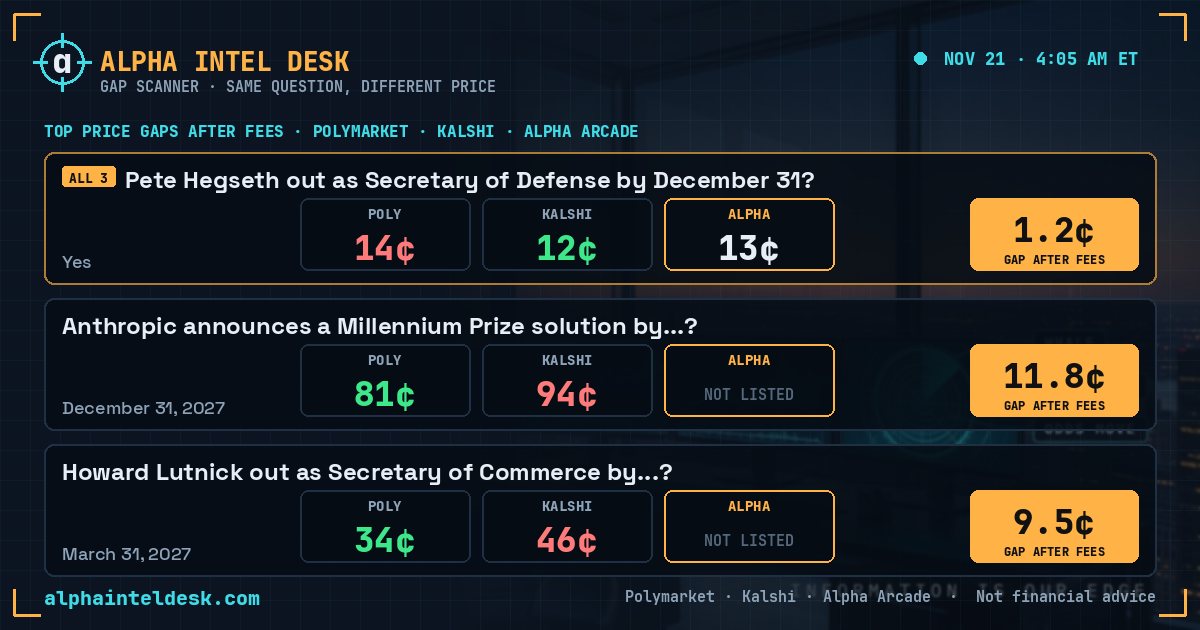 α ALPHA INTEL DESK
GAP SCANNER · SAME QUESTION, DIFFERENT PRICE
NOV 21 · 4:05 AM ET
TOP PRICE GAPS AFTER FEES · POLYMARKET · KALSHI · ALPHA ARCADE
ALL 3 Pete Hegseth out as Secretary of Defense by December 31?
Yes
POLY
14¢
KALSHI
12¢
ALPHA
13¢
1.2¢
GAP AFTER FEES
Anthropic announces a Millennium Prize solution by...?
December 31, 2027
POLY
81¢
KALSHI
94¢
ALPHA
NOT LISTED
11.8¢
GAP AFTER FEES
Howard Lutnick out as Secretary of Commerce by...?
March 31, 2027
POLY
34¢
KALSHI
46¢
ALPHA
NOT LISTED
9.5¢
GAP AFTER FEES
INFORMATION IS OUR EDGE
alphainteldesk.com
Polymarket · Kalshi · Alpha Arcade · Not financial advice